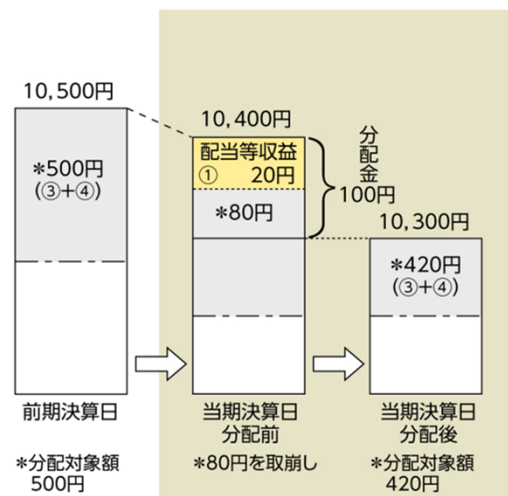 10,500円
*500円
(③+④)
前期決算日
*分配対象額
500円
10,400円
配当等収益
① 20円
*80円
分配金
100円
当期決算日
分配前
*80円を取崩し
10,300円
*420円
(③+④)
当期決算日
分配後
*分配対象額
420円